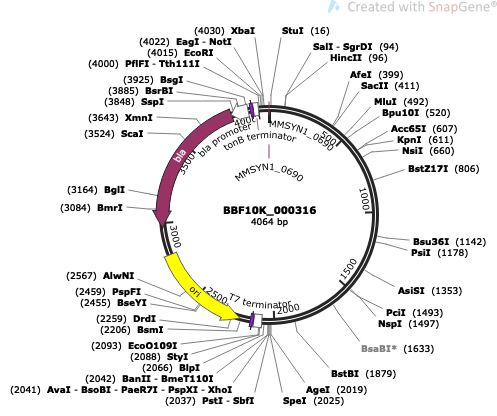 Created with SnapGene®
(4030) XbaI
(4022) EagI - NotI
(4015) EcoRI
(4000) PflFI - Tth111I
(3925) BsgI
(3885) BsrBI
(3848) SspI
(3643) XmnI
(3524) ScaI
(3164) BglI
(3084) BmrI
(2567) AlwNI
(2459) PspFI
(2455) BseYI
(2259) DrdI
(2206) BsmI
(2093) EcoO109I
(2088) StyI
(2066) BlpI
(2042) BanII - BmeT110I
(2041) AvaI - BsoBI - PaeR7I - PspXI - XhoI
(2037) PstI - SbfI
StuI (16)
SalI - SgrDI (94)
HincII (96)
AfeI (399)
SacII (411)
MluI (492)
Bpu10I (520)
Acc65I (607)
KpnI (611)
NsiI (660)
BstZ17I (806)
Bsu36I (1142)
PsiI (1178)
AsiSI (1353)
PciI (1493)
NspI (1497)
BsaBI* (1633)
BstBI (1879)
AgeI (2019)
SpeI (2025)
4000
MMSYN1_0690
500
bla promoter
tonB terminator
MMSYN1_0690
bla
3500
1000
BBF10K_000316
4064 bp
3000
1500
ori
2500
T7 terminator
2000